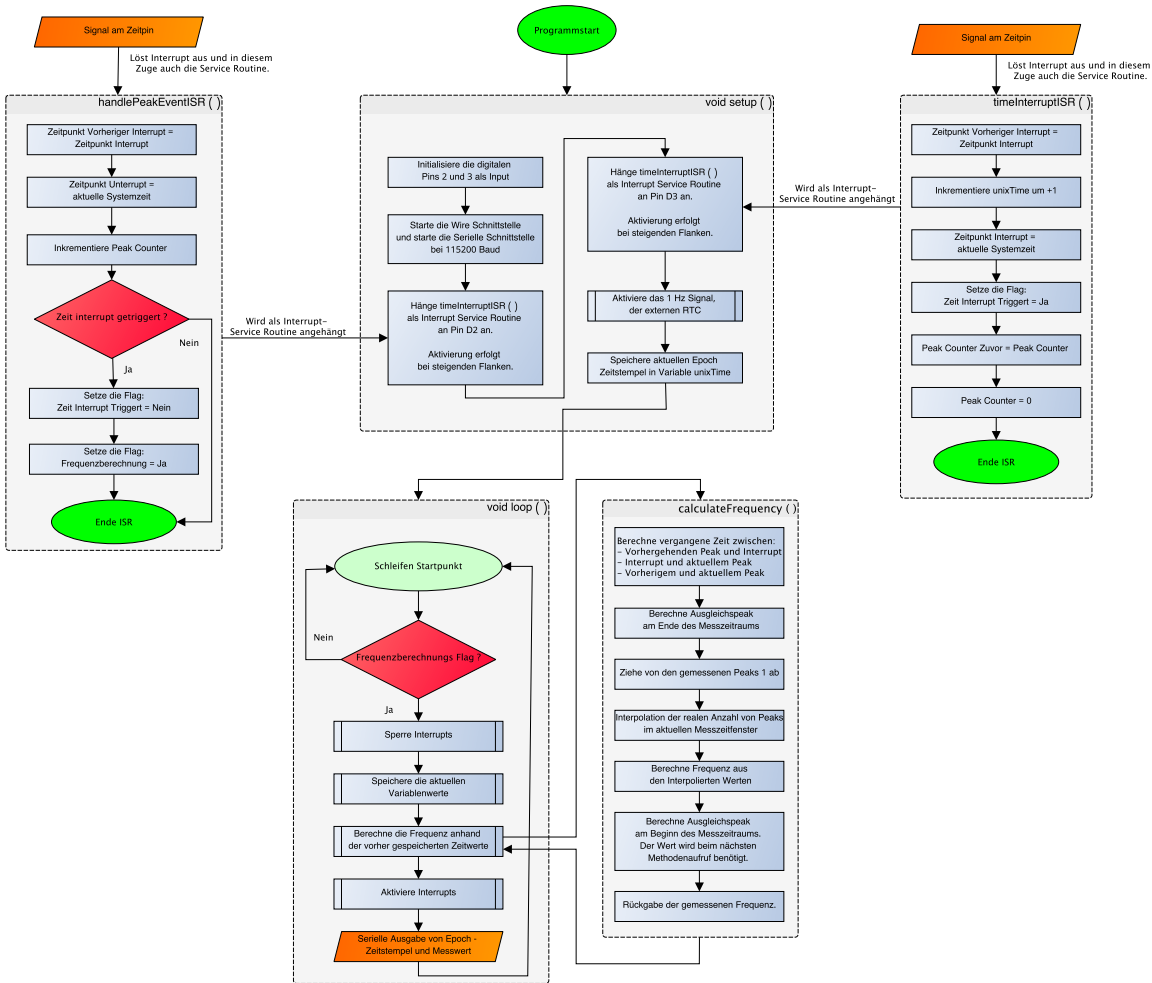 Signal am Zeitpin
Löst Interrupt aus und in diesem
Zuge auch die Service Routine.
handlePeakEventISR ( )
Zeitpunkt Vorheriger Interrupt =
Zeitpunkt Interrupt
Zeitpunkt Unterrupt =
aktuelle Systemzeit
Inkrementiere Peak Counter
Zeit interrupt getriggert ?
Nein
Ja
Setze die Flag:
Zeit Interrupt Triggert = Nein
Setze die Flag:
Frequenzberechnung = Ja
Ende ISR
Wird als Interrupt-
Service Routine angehängt
Programmstart
void setup ( )
Initialisiere die digitalen
Pins 2 und 3 als Input
Starte die Wire Schnittstelle
und starte die Serielle Schnittstelle
bei 115200 Baud
Hänge timeInterruptISR ( )
als Interrupt Service Routine
an Pin D2 an.
Aktivierung erfolgt
bei steigenden Flanken.
Hänge timeInterruptISR ( )
als Interrupt Service Routine
an Pin D3 an.
Aktivierung erfolgt
bei steigenden Flanken.
Aktiviere das 1 Hz Signal,
der externen RTC
Speichere aktuellen Epoch
Zeitstempel in Variable unixTime
Wird als Interrupt-
Service Routine angehängt
Signal am Zeitpin
Löst Interrupt aus und in diesem
Zuge auch die Service Routine.
timeInterruptISR ( )
Zeitpunkt Vorheriger Interrupt =
Zeitpunkt Interrupt
Inkrementiere unixTime um +1
Zeitpunkt Interrupt =
aktuelle Systemzeit
Setze die Flag:
Zeit Interrupt Triggert = Ja
Peak Counter Zuvor = Peak Counter
Peak Counter = 0
Ende ISR
void loop ( )
Schleifen Startpunkt
Nein
Frequenzberechnungs Flag ?
Ja
Sperre Interrupts
Speichere die aktuellen
Variablenwerte
Berechne die Frequenz anhand
der vorher gespeicherten Zeitwerte
Aktiviere Interrupts
Serielle Ausgabe von Epoch -
Zeitstempel und Messwert
calculateFrequency ( )
Berechne vergangene Zeit zwischen:
- Vorhergehenden Peak und Interrupt
- Interrupt und aktuellem Peak
- Vorherigem und aktuellem Peak
Berechne Ausgleichspeak
am Ende des Messzeitraums
Ziehe von den gemessenen Peaks 1 ab
Interpolation der realen Anzahl von Peaks
im aktuellen Messzeitfenster
Berechne Frequenz aus
den Interpolierten Werten
Berechne Ausgleichspeak
am Beginn des Messzeitraums.
Der Wert wird beim nächsten
Methodenaufruf benötigt.
Rückgabe der gemessenen Frequenz.